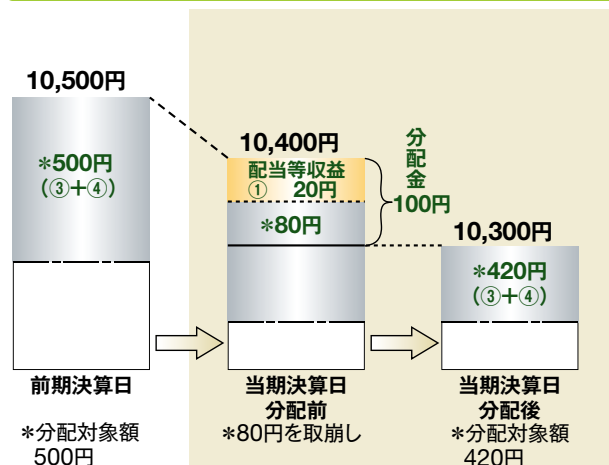 10,500円
*500円
(③+④)
10,400円
配当等収益
① 20円
*80円
分配金
100円
10,300円
*420円
(③+④)
前期決算日
*分配対象額
500円
当期決算日
分配前
*80円を取崩し
当期決算日
分配後
*分配対象額
420円